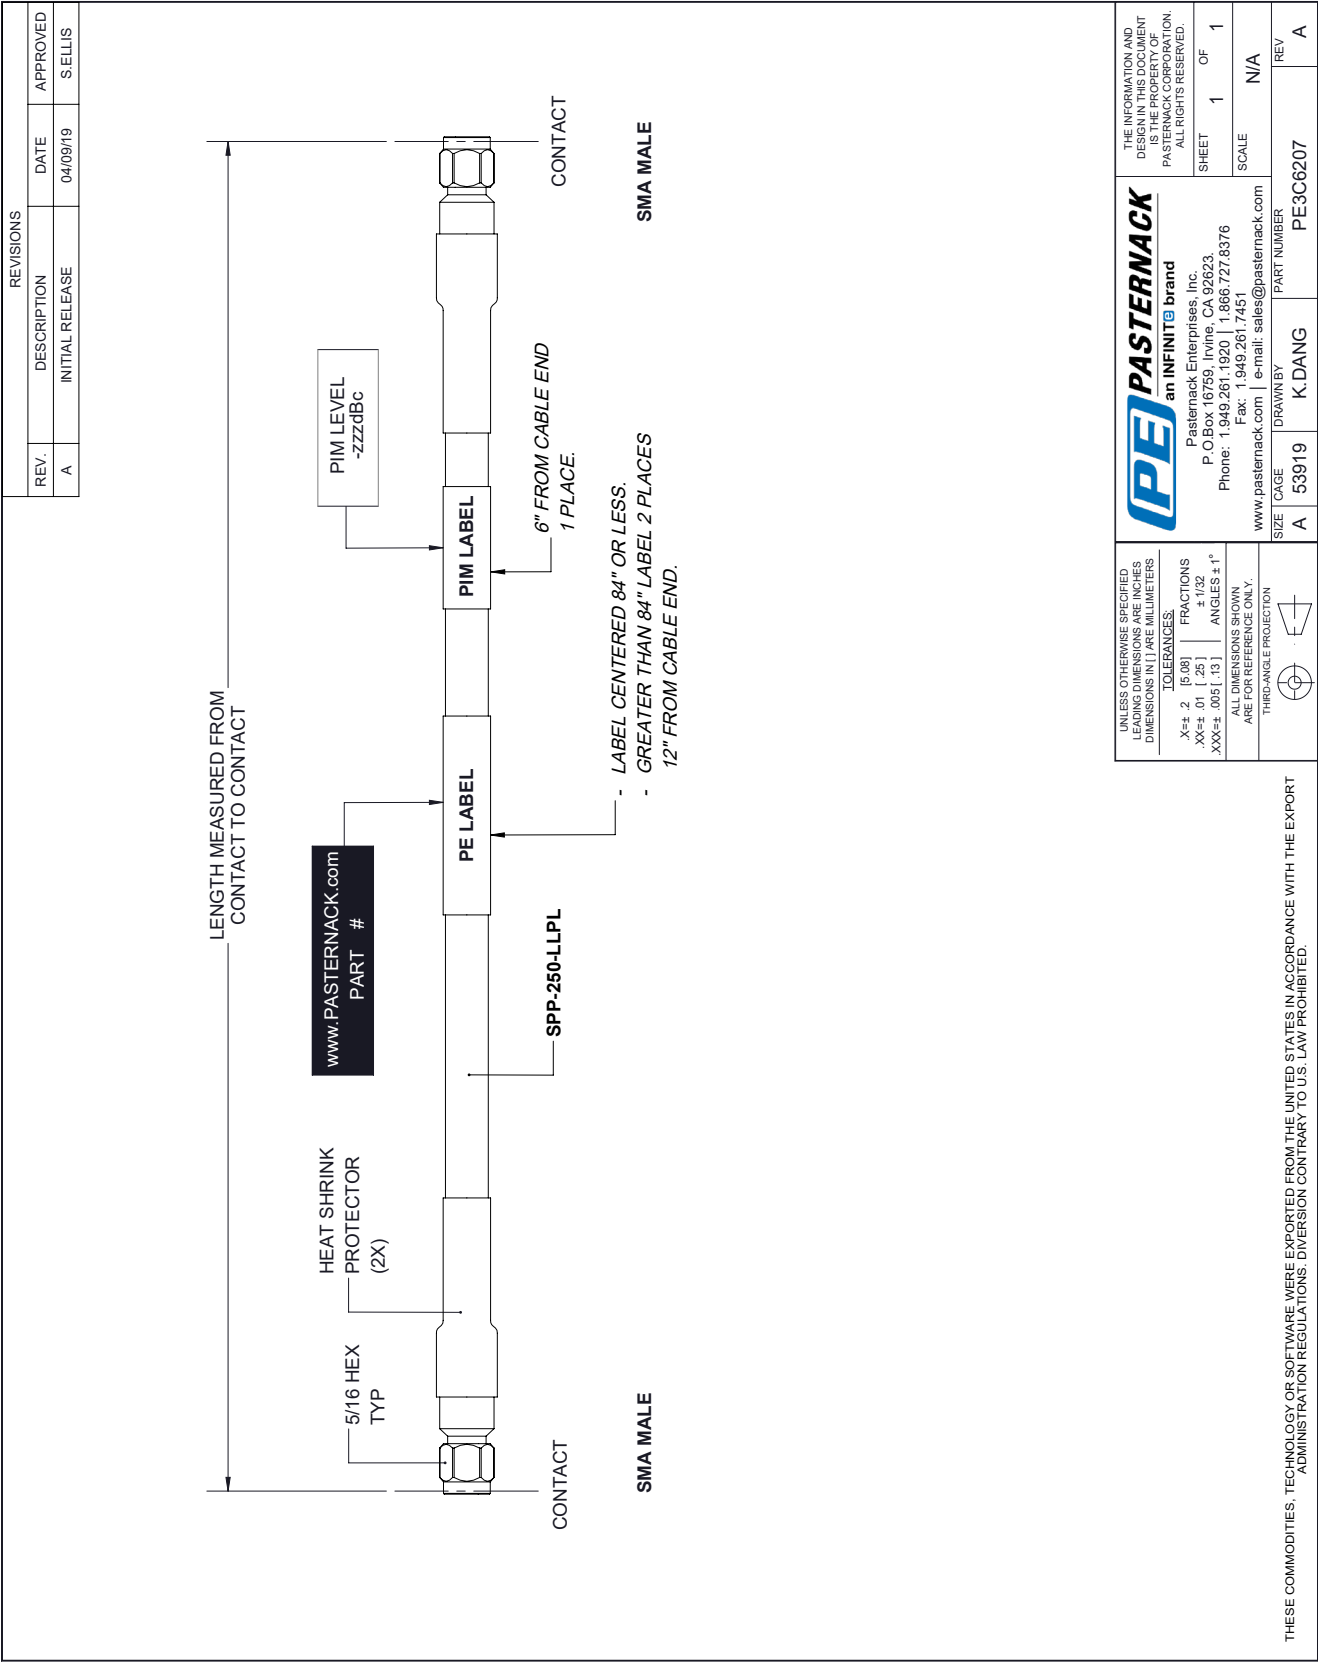 REVISIONS
REV. DESCRIPTION DATE APPROVED
A INITIAL RELEASE 04/09/19 S.ELLIS
LENGTH MEASURED FROM
CONTACT TO CONTACT
5/16 HEX
TYP
HEAT SHRINK
PROTECTOR
(2X)
www.PASTERNACK.com
PART #
PIM LEVEL
-zzzdBc
PE LABEL
PIM LABEL
CONTACT
SPP-250-LLPL
6" FROM CABLE END
1 PLACE.
CONTACT
- LABEL CENTERED 84" OR LESS.
- GREATER THAN 84" LABEL 2 PLACES
12" FROM CABLE END.
SMA MALE
SMA MALE
UNLESS OTHERWISE SPECIFIED
LEADING DIMENSIONS ARE INCHES
DIMENSIONS IN [ ] ARE MILLIMETERS
TOLERANCES:
.X=± .2 [5.08] FRACTIONS
.XX=± .01 [ .25 ] ± 1/32
.XXX=± .005 [ .13 ] ANGLES ± 1°
ALL DIMENSIONS SHOWN
ARE FOR REFERENCE ONLY.
THIRD-ANGLE PROJECTION
PE PASTERNACK
an INFINITe brand
Pasternack Enterprises, Inc.
P.O.Box 16759, Irvine, CA 92623.
Phone: 1.949.261.1920 | 1.866.727.8376
Fax: 1.949.261.7451
www.pasternack.com | e-mail: sales@pasternack.com
THE INFORMATION AND
DESIGN IN THIS DOCUMENT
IS THE PROPERTY OF
PASTERNACK CORPORATION.
ALL RIGHTS RESERVED.
SHEET 1 OF 1
SCALE N/A
SIZE CAGE DRAWN BY PART NUMBER REV
A 53919 K.DANG PE3C6207 A
THESE COMMODITIES, TECHNOLOGY OR SOFTWARE WERE EXPORTED FROM THE UNITED STATES IN ACCORDANCE WITH THE EXPORT
ADMINISTRATION REGULATIONS. DIVERSION CONTRARY TO U.S. LAW PROHIBITED.